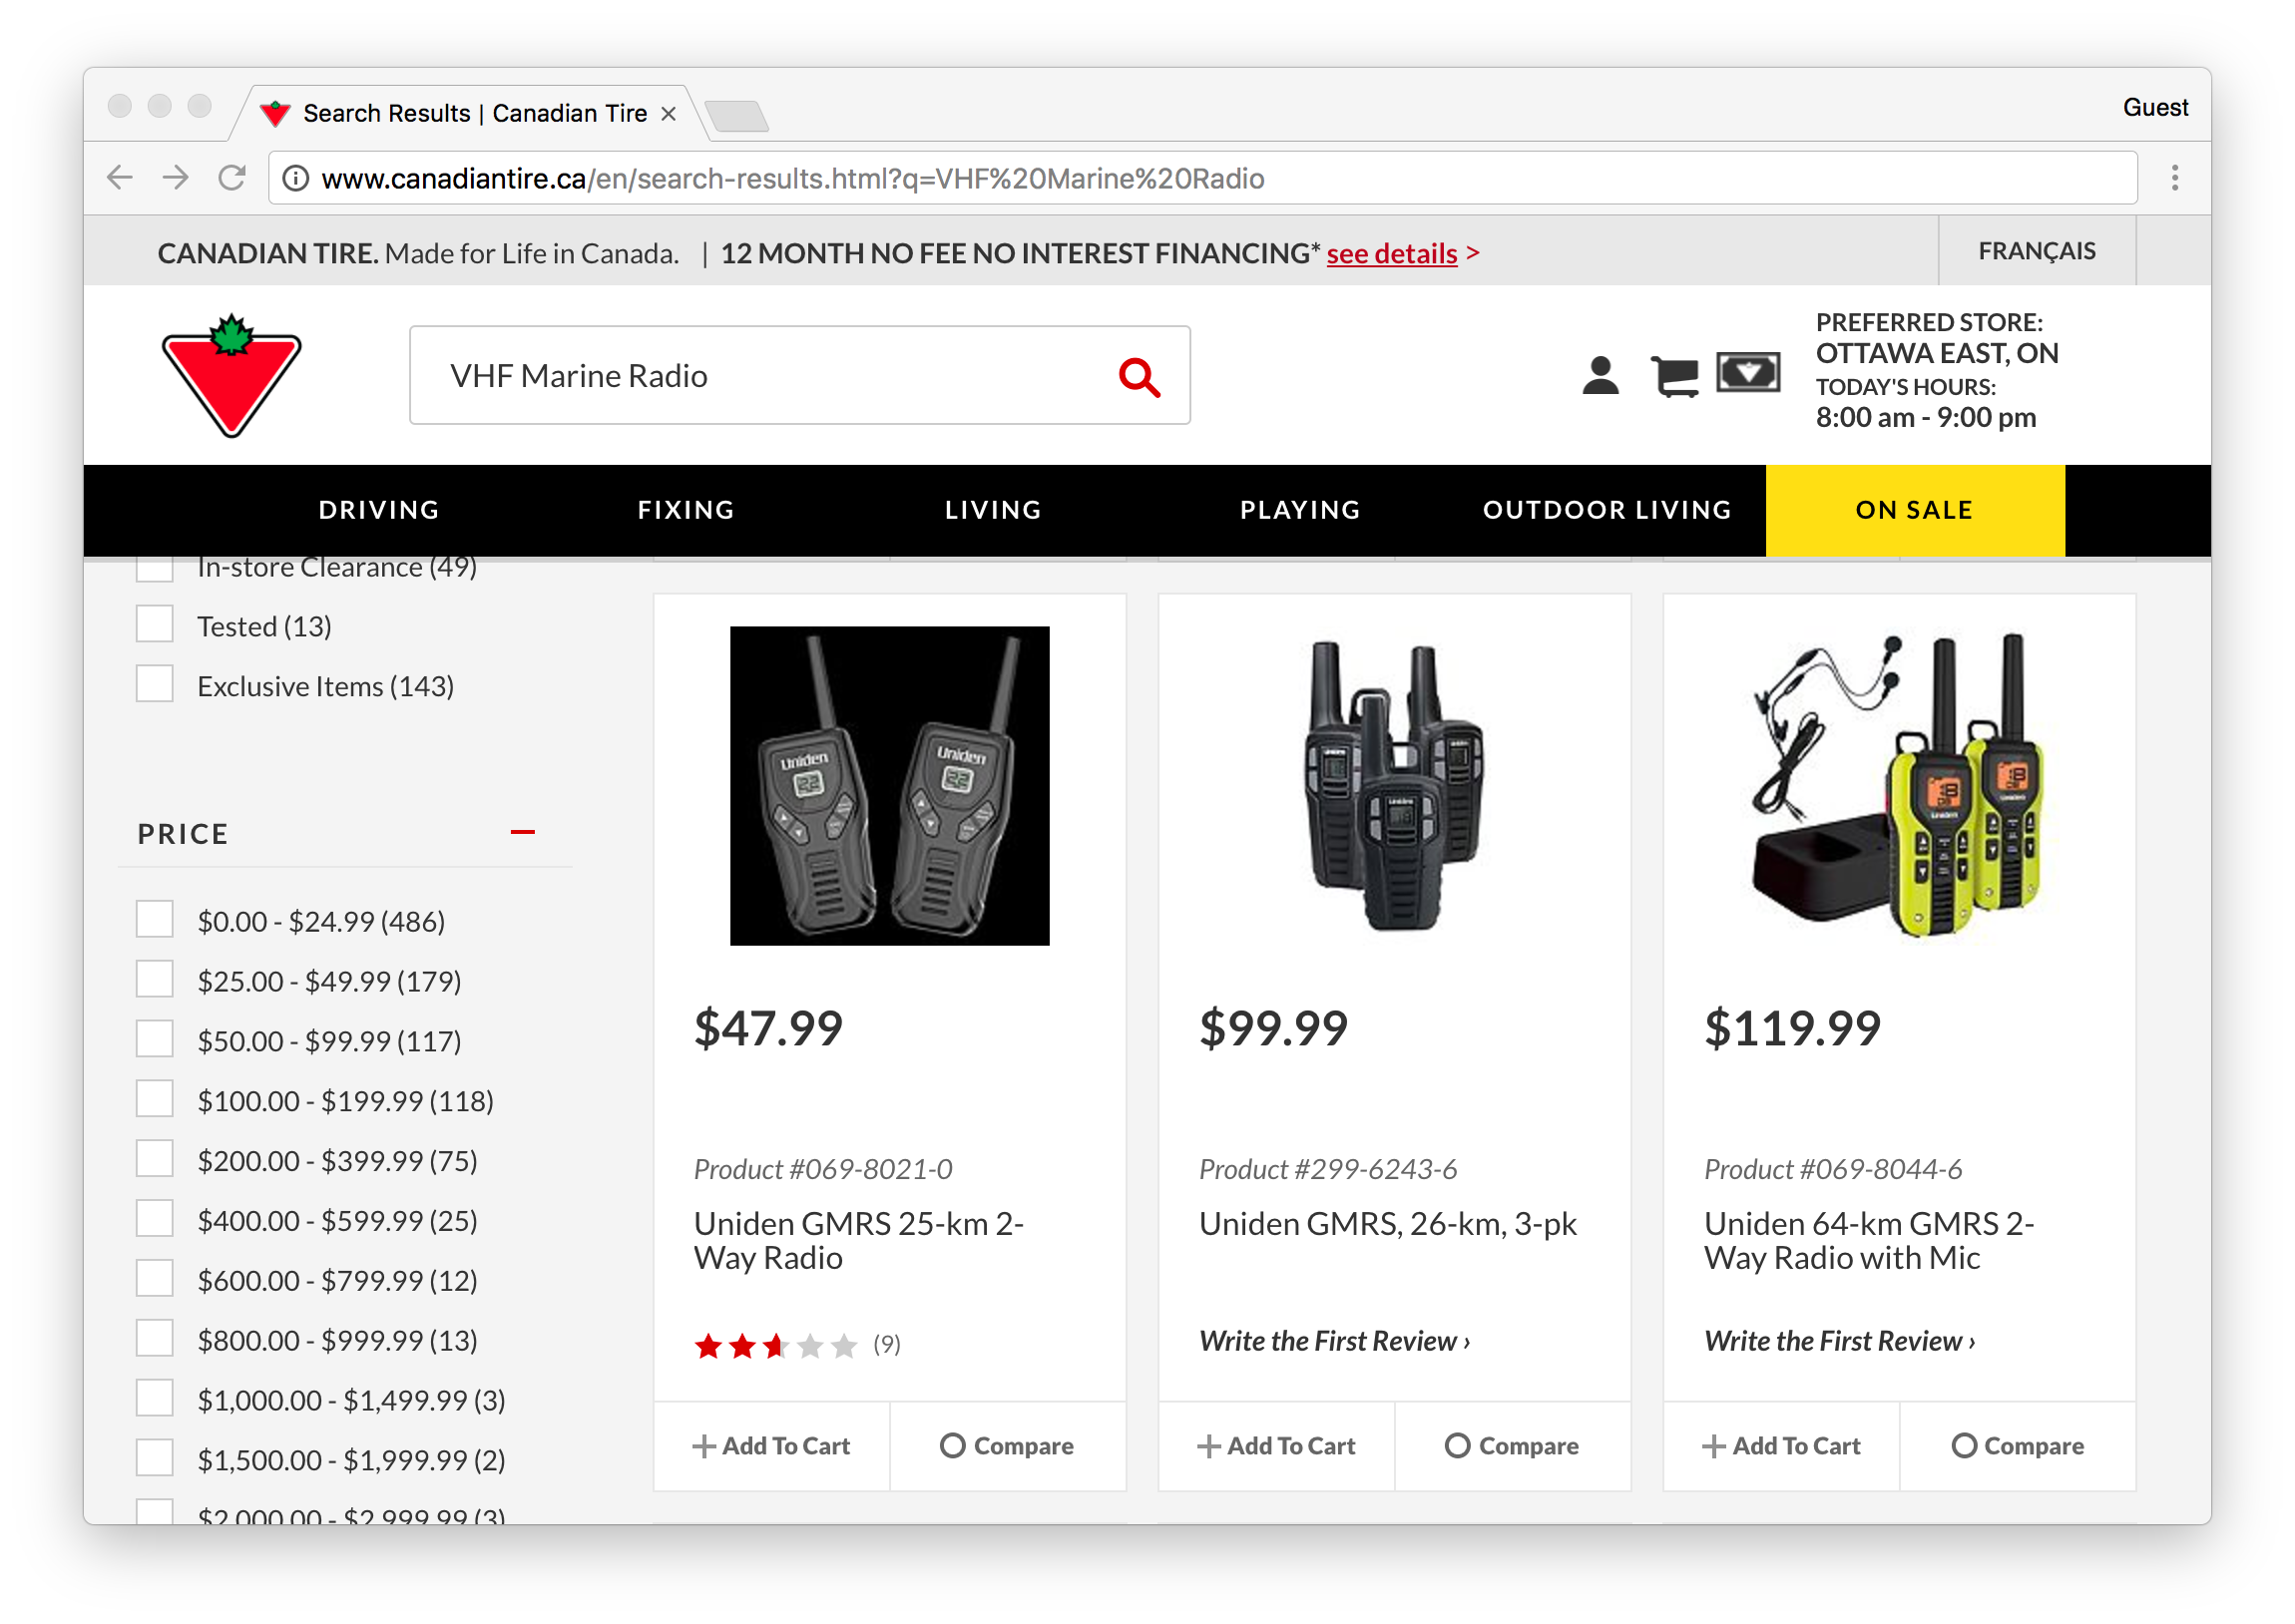 Search Results | Canadian Tire
Guest
www.canadiantire.ca/en/search-results.html?q=VHF%20Marine%20Radio
CANADIAN TIRE. Made for Life in Canada. | 12 MONTH NO FEE NO INTEREST FINANCING* see details >
FRANÇAIS
VHF Marine Radio
PREFERRED STORE:
OTTAWA EAST, ON
TODAY'S HOURS:
8:00 am - 9:00 pm
DRIVING FIXING LIVING PLAYING OUTDOOR LIVING ON SALE
In-store Clearance (49)
Tested (13)
Exclusive Items (143)
PRICE
$0.00 - $24.99 (486)
$25.00 - $49.99 (179)
$50.00 - $99.99 (117)
$100.00 - $199.99 (118)
$200.00 - $399.99 (75)
$400.00 - $599.99 (25)
$600.00 - $799.99 (12)
$800.00 - $999.99 (13)
$1,000.00 - $1,499.99 (3)
$1,500.00 - $1,999.99 (2)
$2,000.00 - $2,999.99 (3)
Uniden
22
Uniden
22
$47.99
Product #069-8021-0
Uniden GMRS 25-km 2-
Way Radio
(9)
Add To Cart
Compare
$99.99
Product #299-6243-6
Uniden GMRS, 26-km, 3-pk
Write the First Review ›
Add To Cart
Compare
$119.99
Product #069-8044-6
Uniden 64-km GMRS 2-
Way Radio with Mic
Write the First Review ›
Add To Cart
Compare